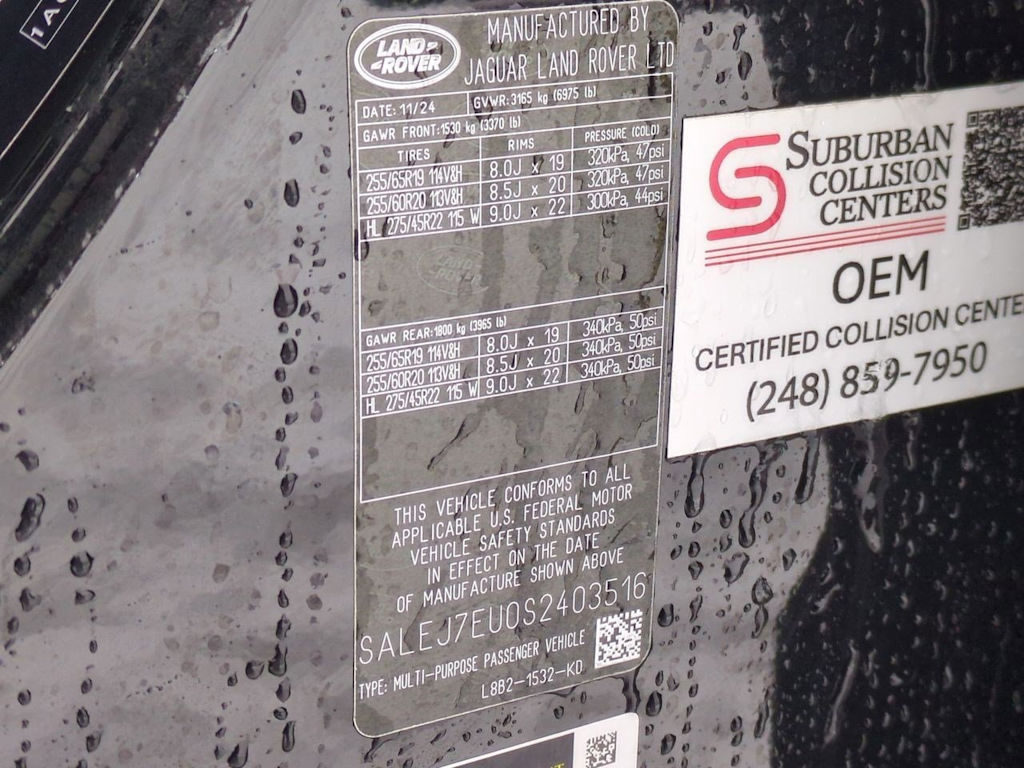 1A
LAND
ROVER
MANUFACTURED BY
JAGUAR LAND ROVER LTD
DATE: 11/24 GVWR: 3165 kg (6975 lb)
GAWR FRONT: 1530 kg (3370 lb)
TIRES RIMS PRESSURE (COLD)
255/65R19 114V8H 8.0J x 19 320kPa, 47psi
255/60R20 113V8H 8.5J x 20 320kPa, 47psi
HL 275/45R22 115 W 9.0J x 22 300kPa, 44psi
GAWR REAR: 1800 kg (3965 lb)
255/65R19 114V8H 8.0J x 19 340kPa, 50psi
255/60R20 113V8H 8.5J x 20 340kPa, 50psi
HL 275/45R22 115 W 9.0J x 22 340kPa, 50psi
THIS VEHICLE CONFORMS TO ALL
APPLICABLE U.S. FEDERAL MOTOR
VEHICLE SAFETY STANDARDS
IN EFFECT ON THE DATE
OF MANUFACTURE SHOWN ABOVE
SALEJ7EU0S2403516
TYPE: MULTI-PURPOSE PASSENGER VEHICLE
L8B2-1532-KD
S SUBURBAN
COLLISION
CENTERS
OEM
CERTIFIED COLLISION CENTE
(248) 859-7950